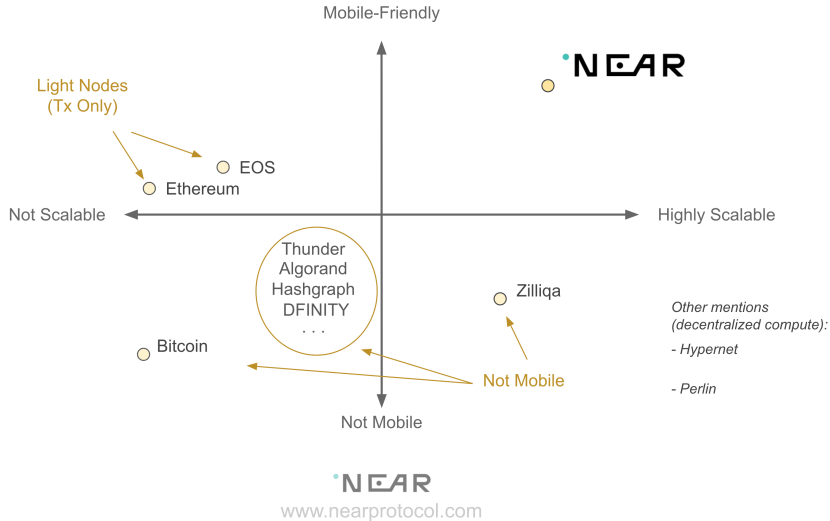 Mobile-Friendly
NEAR
Light Nodes
(Tx Only)
EOS
Ethereum
Not Scalable
Highly Scalable
Thunder
Algorand
Hashgraph
DFINITY
. . .
Zilliqa
Other mentions
(decentralized compute):
- Hypernet
- Perlin
Bitcoin
Not Mobile
Not Mobile
NEAR
www.nearprotocol.com